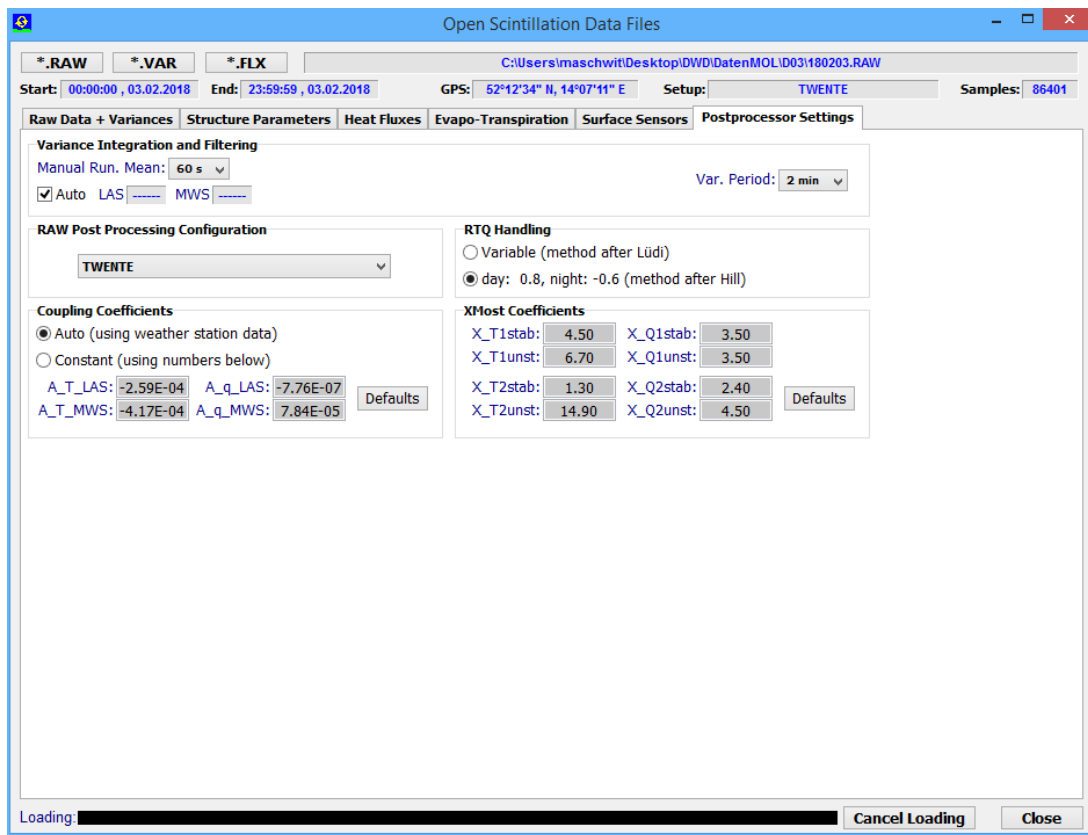 Open Scintillation Data Files
*.RAW *.VAR *.FLX C:\Users\maschwit\Desktop\DWD\DatenMOL\D03\180203.RAW
Start: 00:00:00 , 03.02.2018 End: 23:59:59 , 03.02.2018 GPS: 52°12'34" N, 14°07'11" E Setup: TWENTE Samples: 86401
Raw Data + Variances Structure Parameters Heat Fluxes Evapo-Transpiration Surface Sensors Postprocessor Settings
Variance Integration and Filtering
Manual Run. Mean: 60 s Var. Period: 2 min
Auto LAS ------ MWS ------
RAW Post Processing Configuration
TWENTE
RTQ Handling
Variable (method after Lüdi)
day: 0.8, night: -0.6 (method after Hill)
Coupling Coefficients
Auto (using weather station data)
Constant (using numbers below)
A_T_LAS: -2.59E-04 A_q_LAS: -7.76E-07
A_T_MWS: -4.17E-04 A_q_MWS: 7.84E-05
Defaults
XMost Coefficients
X_T1stab: 4.50 X_Q1stab: 3.50
X_T1unst: 6.70 X_Q1unst: 3.50
X_T2stab: 1.30 X_Q2stab: 2.40
X_T2unst: 14.90 X_Q2unst: 4.50
Defaults
Loading: Cancel Loading Close